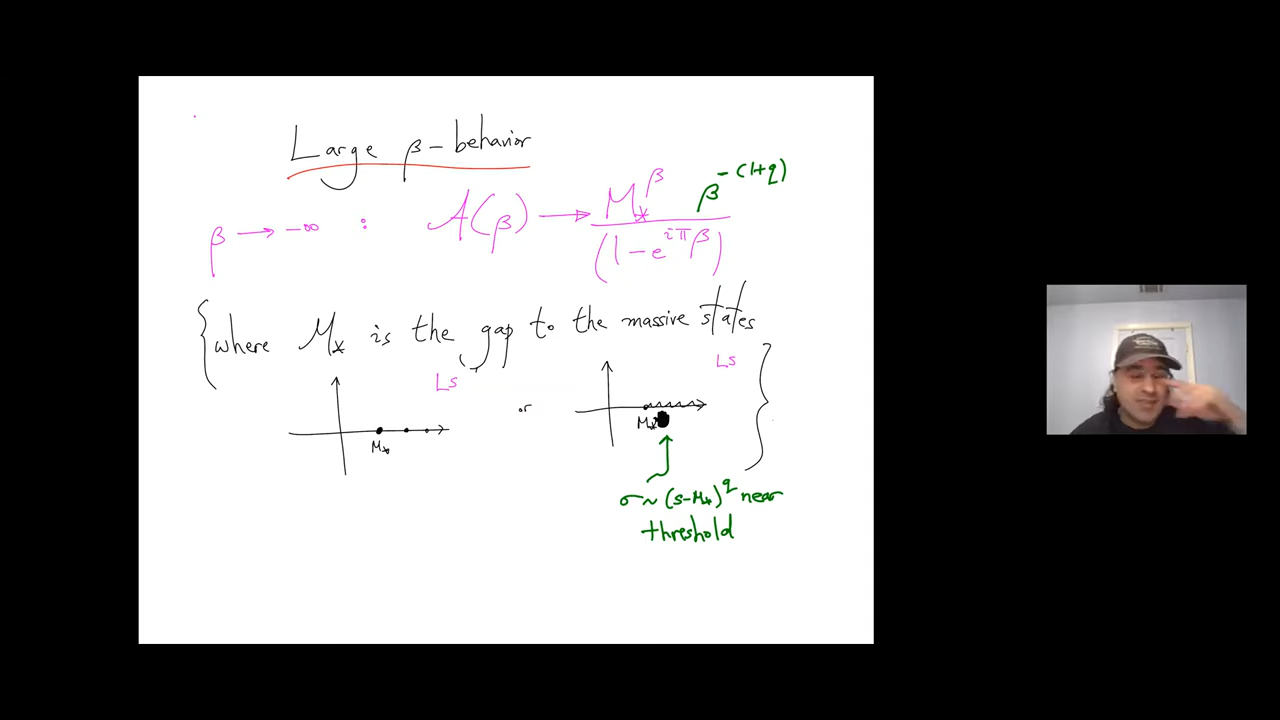 Large β-behavior
β → -∞ : A(β) → M⋆^β β^-(1+q) / (1 - e^iπβ)
{where M⋆ is the gap to the massive states
Ls
Ls
or
M⋆
M⋆
σ ~ (s-M⋆)^q near
threshold